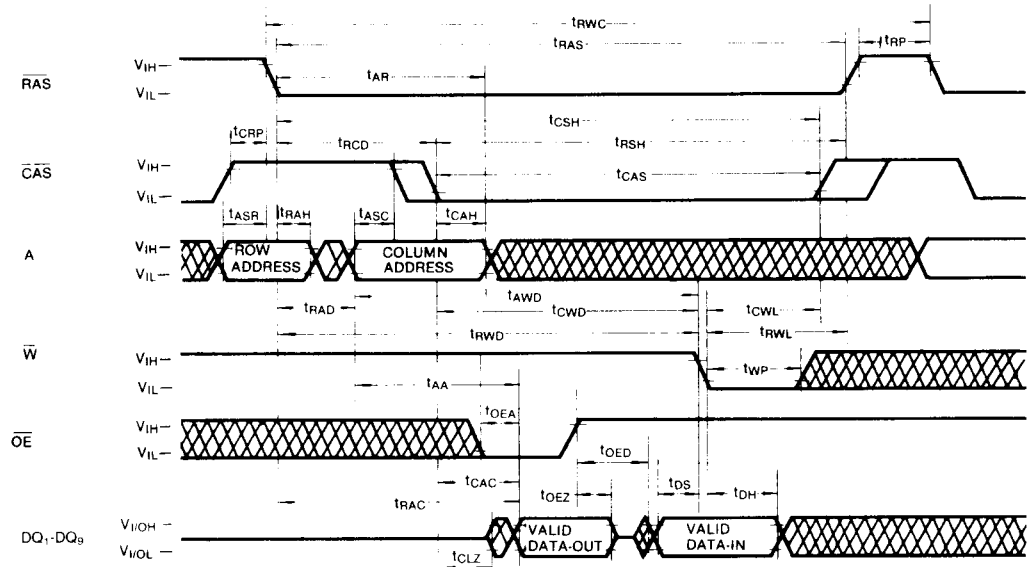 tRWC
tRAS
tRP
RAS
VIH—
VIL—
tAR
tCSH
tCRP
tRCD
tRSH
CAS
VIH—
VIL—
tCAS
tASR
tRAH
tASC
tCAH
A
VIH—
VIL—
ROW
ADDRESS
COLUMN
ADDRESS
tAWD
tRAD
tCWD
tCWL
tRWD
tRWL
W
VIH—
VIL—
tWP
tAA
tOEA
OE
VIH—
VIL—
tOED
tCAC
tRAC
tOEZ
tDS
tDH
DQ1-DQ9
VI/OH—
VI/OL—
VALID
DATA-OUT
VALID
DATA-IN
tCLZ